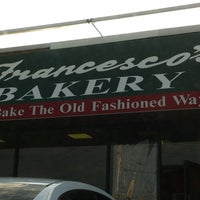 Francesco's
BAKERY
Bake The Old Fashioned Way